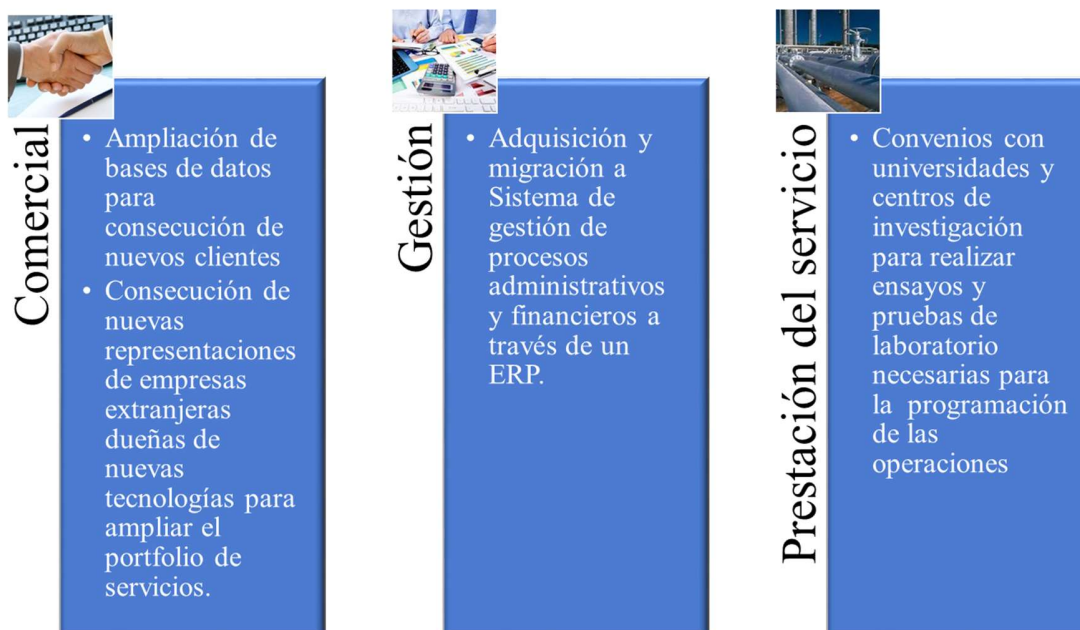 Comercial
• Ampliación de
bases de datos
para
consecución de
nuevos clientes
• Consecución de
nuevas
representaciones
de empresas
extranjeras
dueñas de
nuevas
tecnologías para
ampliar el
portfolio de
servicios.
Gestión
• Adquisición y
migración a
Sistema de
gestión de
procesos
administrativos
y financieros a
través de un
ERP.
Prestación del servicio
• Convenios con
universidades y
centros de
investigación
para realizar
ensayos y
pruebas de
laboratorio
necesarias para
la programación
de las
operaciones